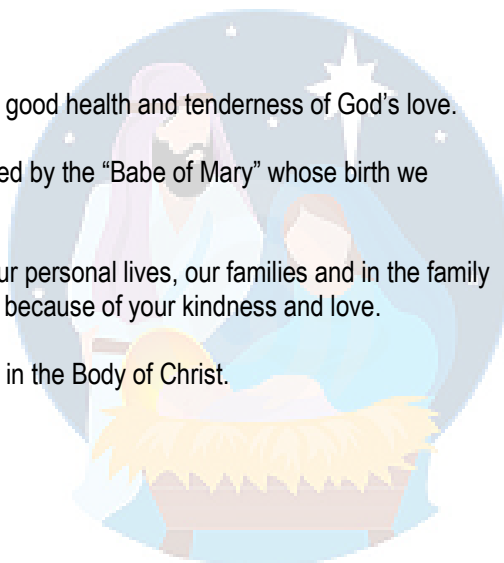 good health and tenderness of God’s love.
ed by the “Babe of Mary” whose birth we
ur personal lives, our families and in the family
because of your kindness and love.
in the Body of Christ.